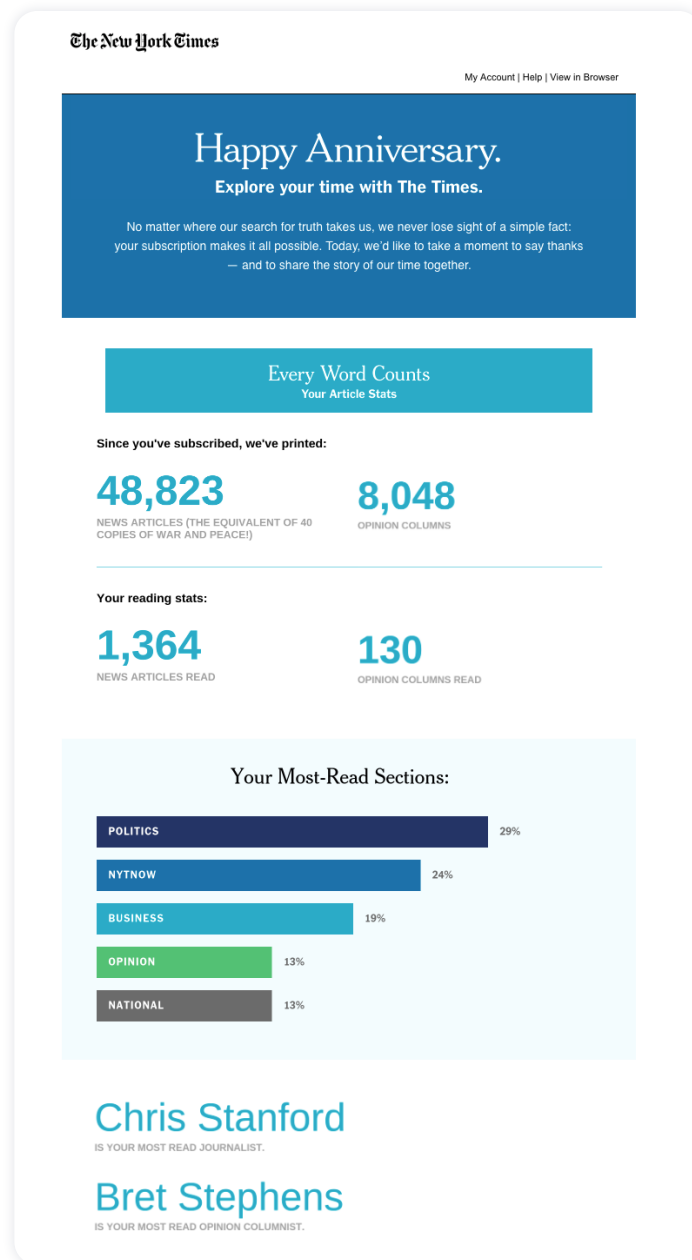 The New York Times
My Account | Help | View in Browser
Happy Anniversary.
Explore your time with The Times.
No matter where our search for truth takes us, we never lose sight of a simple fact:
your subscription makes it all possible. Today, we'd like to take a moment to say thanks
— and to share the story of our time together.
Every Word Counts
Your Article Stats
Since you've subscribed, we've printed:
48,823
NEWS ARTICLES (THE EQUIVALENT OF 40
COPIES OF WAR AND PEACE!)
8,048
OPINION COLUMNS
Your reading stats:
1,364
NEWS ARTICLES READ
130
OPINION COLUMNS READ
Your Most-Read Sections:
POLITICS 29%
NYTNOW 24%
BUSINESS 19%
OPINION 13%
NATIONAL 13%
Chris Stanford
IS YOUR MOST READ JOURNALIST.
Bret Stephens
IS YOUR MOST READ OPINION COLUMNIST.